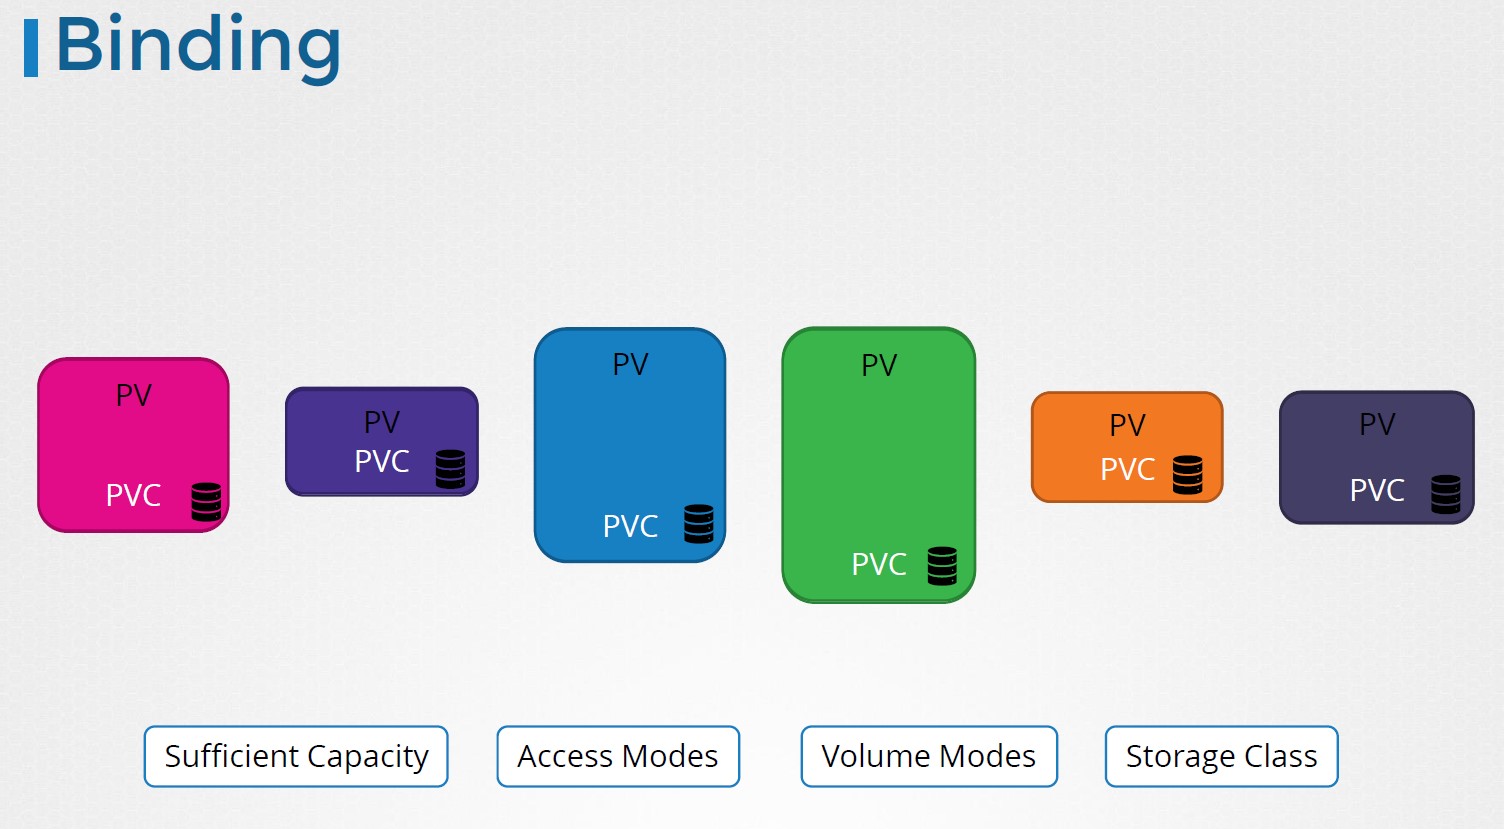 Binding
PV
PVC
PV
PVC
PV
PVC
PV
PVC
PV
PVC
PV
PVC
Sufficient Capacity
Access Modes
Volume Modes
Storage Class